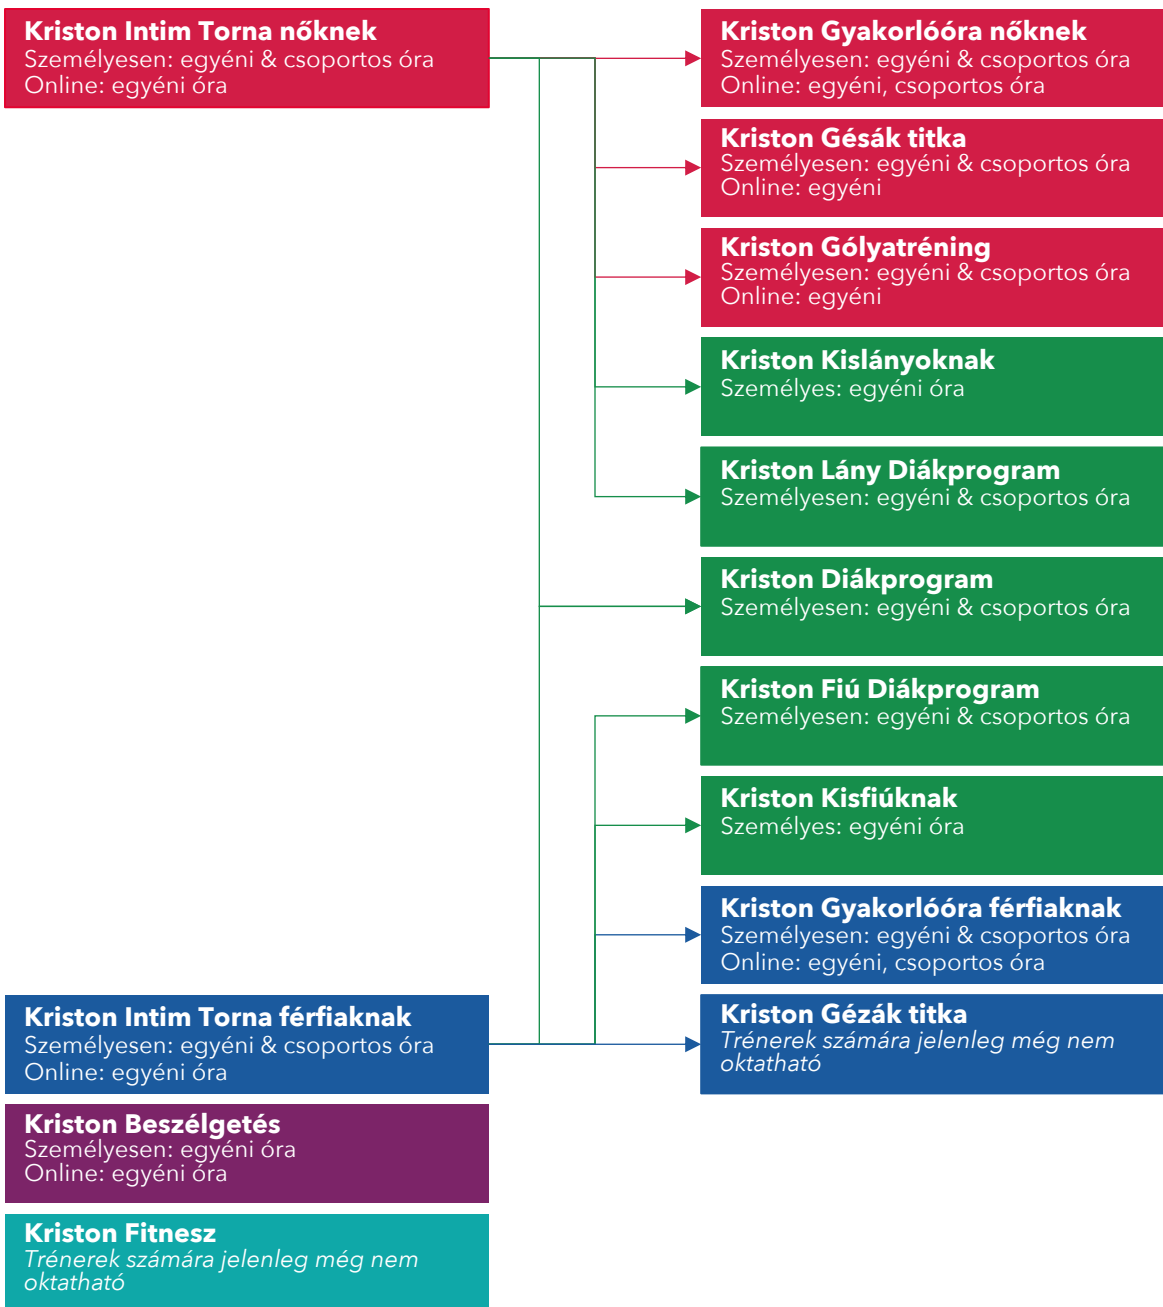 Kriston Intim Torna nőknek
Személyesen: egyéni & csoportos óra
Online: egyéni óra
Kriston Gyakorlóóra nőknek
Személyesen: egyéni & csoportos óra
Online: egyéni, csoportos óra
Kriston Gésák titka
Személyesen: egyéni & csoportos óra
Online: egyéni
Kriston Gólyatréning
Személyesen: egyéni & csoportos óra
Online: egyéni
Kriston Kislányoknak
Személyes: egyéni óra
Kriston Lány Diákprogram
Személyesen: egyéni & csoportos óra
Kriston Diákprogram
Személyesen: egyéni & csoportos óra
Kriston Fiú Diákprogram
Személyesen: egyéni & csoportos óra
Kriston Kisfiúknak
Személyes: egyéni óra
Kriston Gyakorlóóra férfiaknak
Személyesen: egyéni & csoportos óra
Online: egyéni, csoportos óra
Kriston Intim Torna férfiaknak
Személyesen: egyéni & csoportos óra
Online: egyéni óra
Kriston Gézák titka
Trénerek számára jelenleg még nem
oktatható
Kriston Beszélgetés
Személyesen: egyéni óra
Online: egyéni óra
Kriston Fitnesz
Trénerek számára jelenleg még nem
oktatható